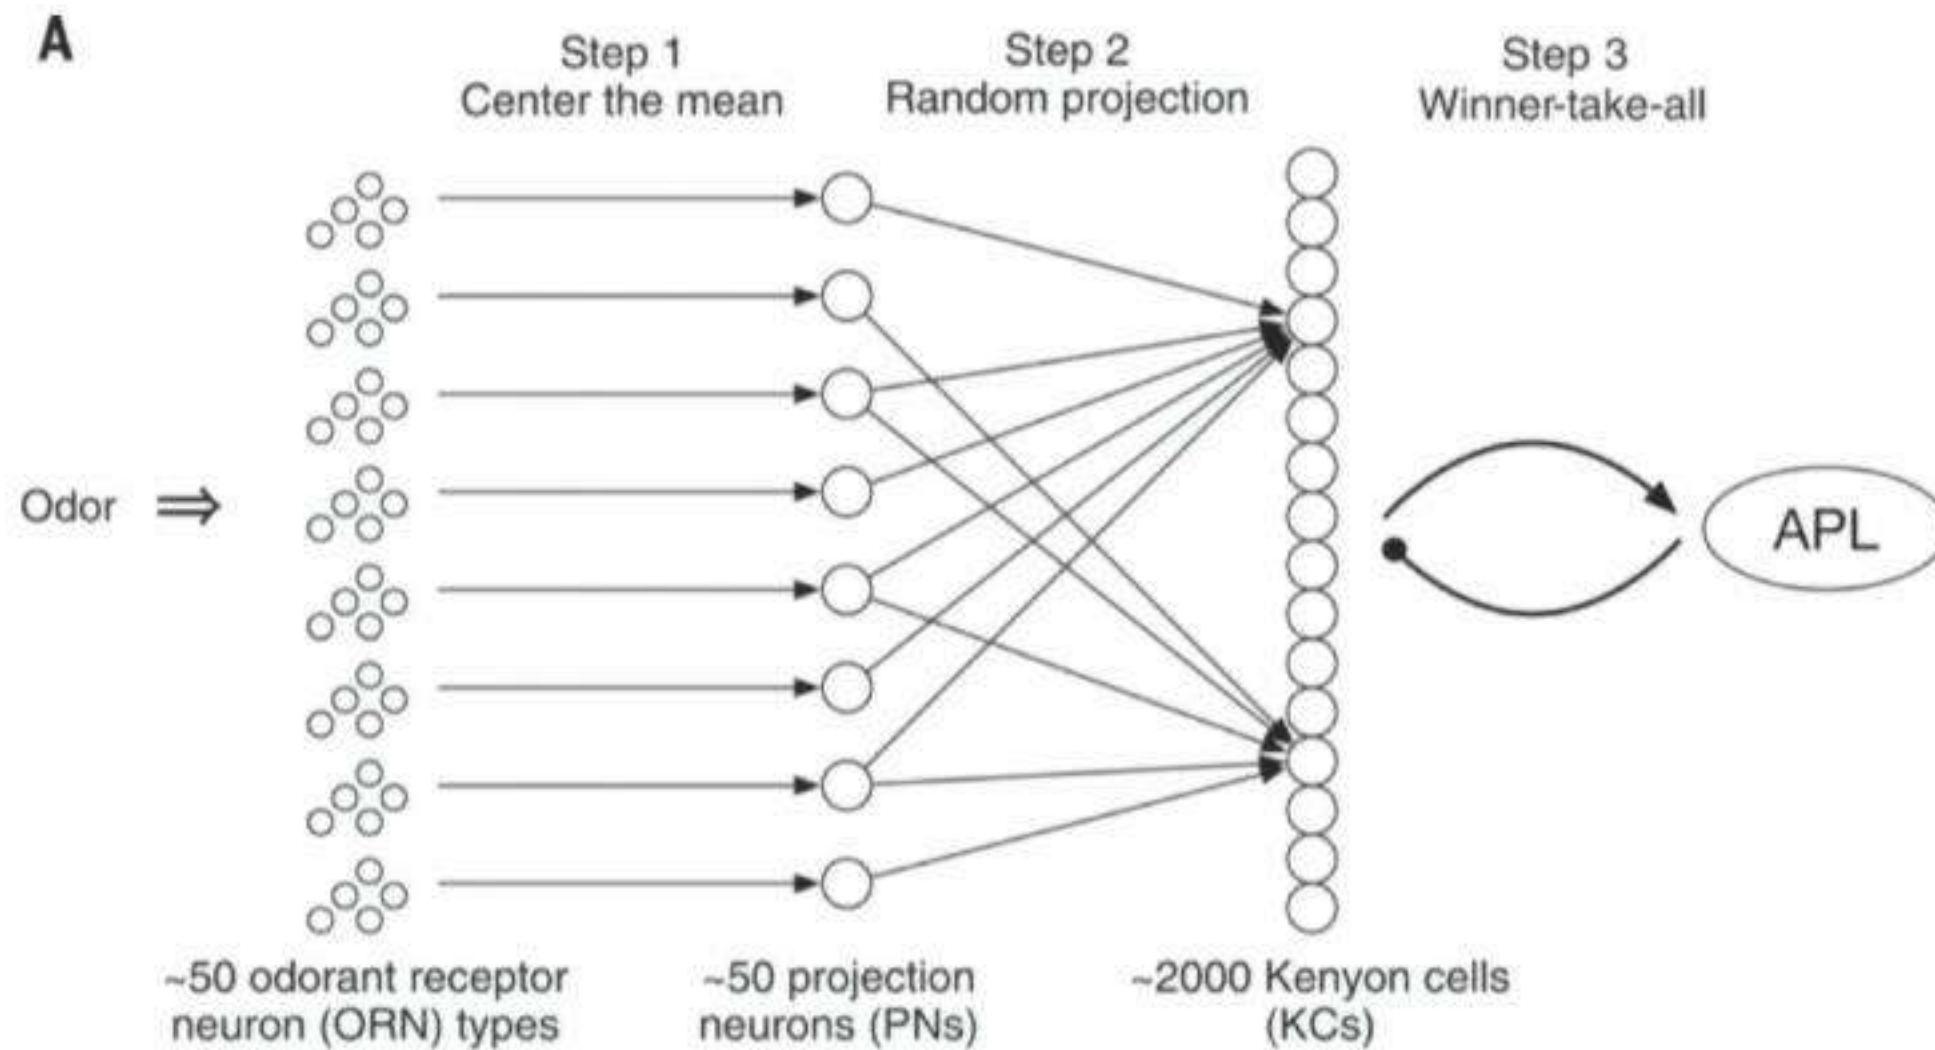 A
Step 1
Center the mean
Step 2
Random projection
Step 3
Winner-take-all
Odor ⇒
APL
~50 odorant receptor
neuron (ORN) types
~50 projection
neurons (PNs)
~2000 Kenyon cells
(KCs)